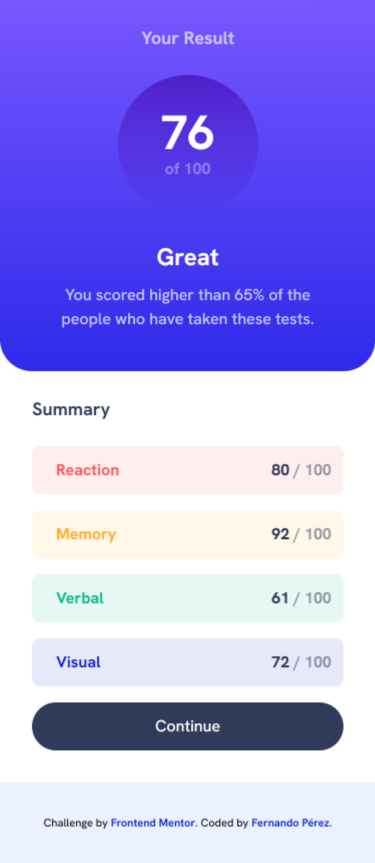 Your Result
76
of 100
Great
You scored higher than 65% of the
people who have taken these tests.
Summary
Reaction 80 / 100
Memory 92 / 100
Verbal 61 / 100
Visual 72 / 100
Continue
Challenge by Frontend Mentor. Coded by Fernando Pérez.